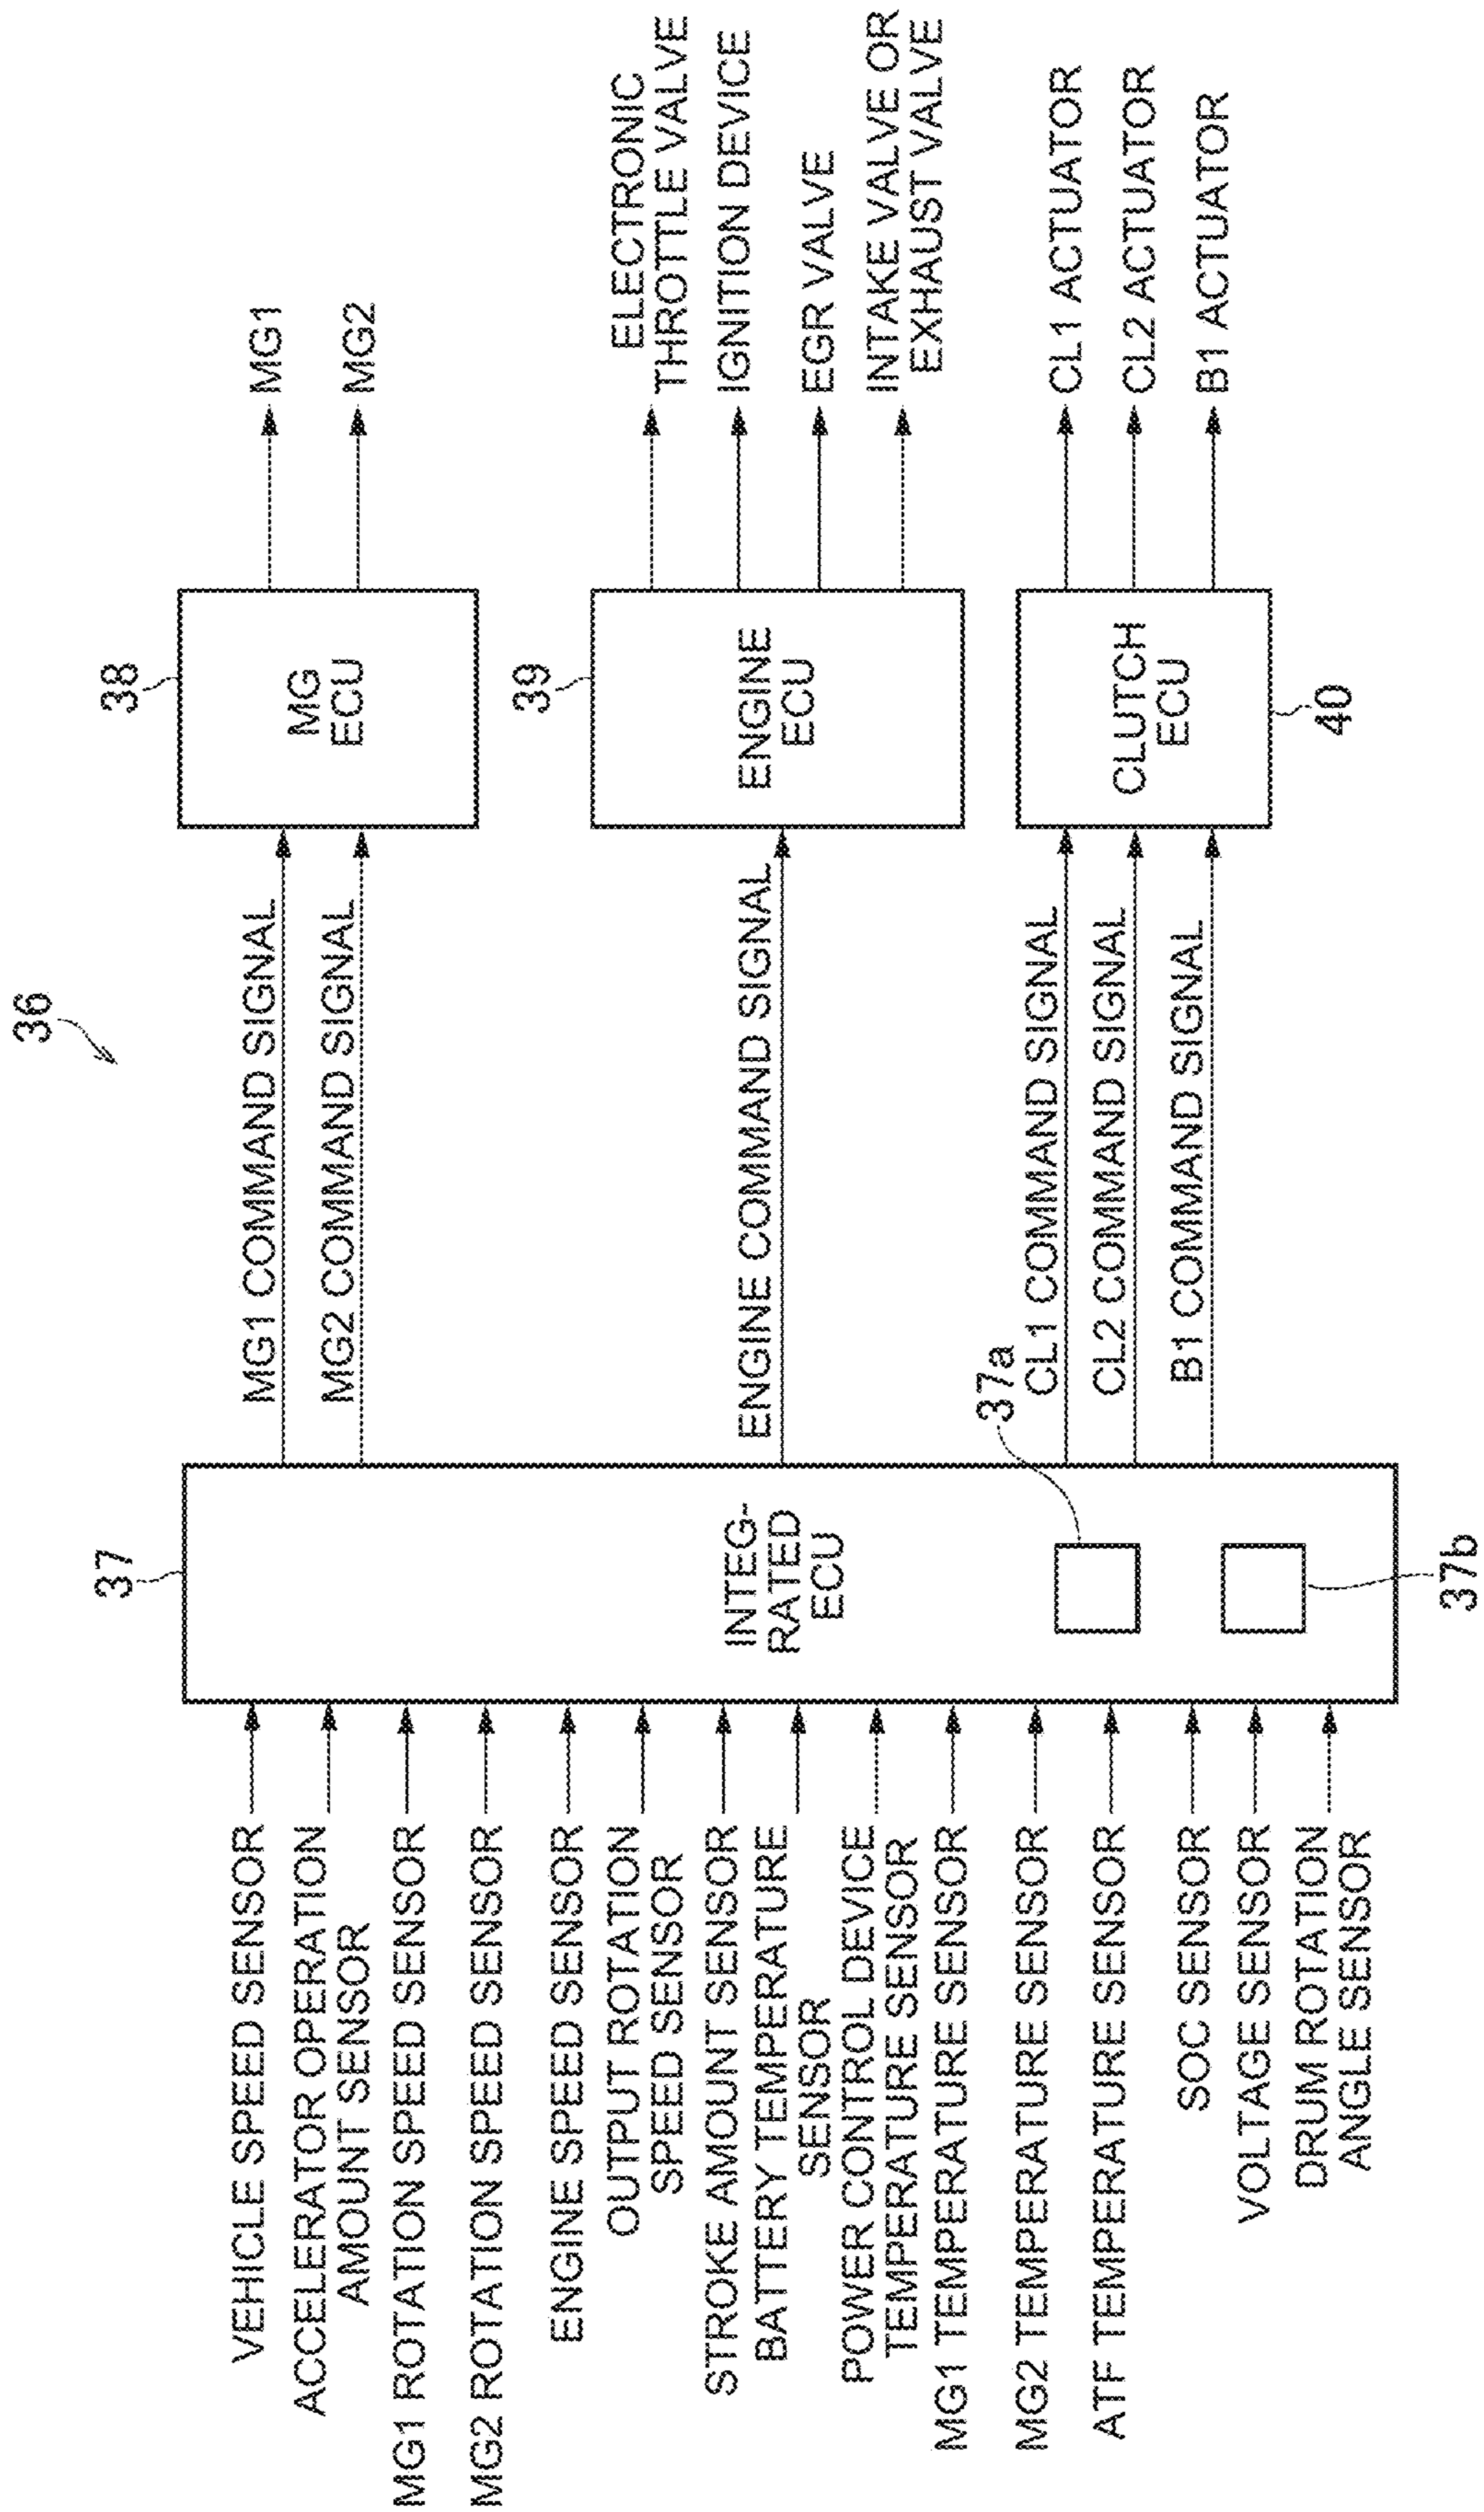 36
37
VEHICLE SPEED SENSOR
ACCELERATOR OPERATION
AMOUNT SENSOR
MG1 ROTATION SPEED SENSOR
MG2 ROTATION SPEED SENSOR
ENGINE SPEED SENSOR
OUTPUT ROTATION
SPEED SENSOR
STROKE AMOUNT SENSOR
BATTERY TEMPERATURE
SENSOR
POWER CONTROL DEVICE
TEMPERATURE SENSOR
MG1 TEMPERATURE SENSOR
MG2 TEMPERATURE SENSOR
ATF TEMPERATURE SENSOR
SOC SENSOR
VOLTAGE SENSOR
DRUM ROTATION
ANGLE SENSOR
INTEG-
RATED
ECU
37a
37b
MG1 COMMAND SIGNAL
MG2 COMMAND SIGNAL
ENGINE COMMAND SIGNAL
CL1 COMMAND SIGNAL
CL2 COMMAND SIGNAL
B1 COMMAND SIGNAL
38
MG
ECU
39
ENGINE
ECU
CLUTCH
ECU
40
MG1
MG2
ELECTRONIC
THROTTLE VALVE
IGNITION DEVICE
EGR VALVE
INTAKE VALVE OR
EXHAUST VALVE
CL1 ACTUATOR
CL2 ACTUATOR
B1 ACTUATOR